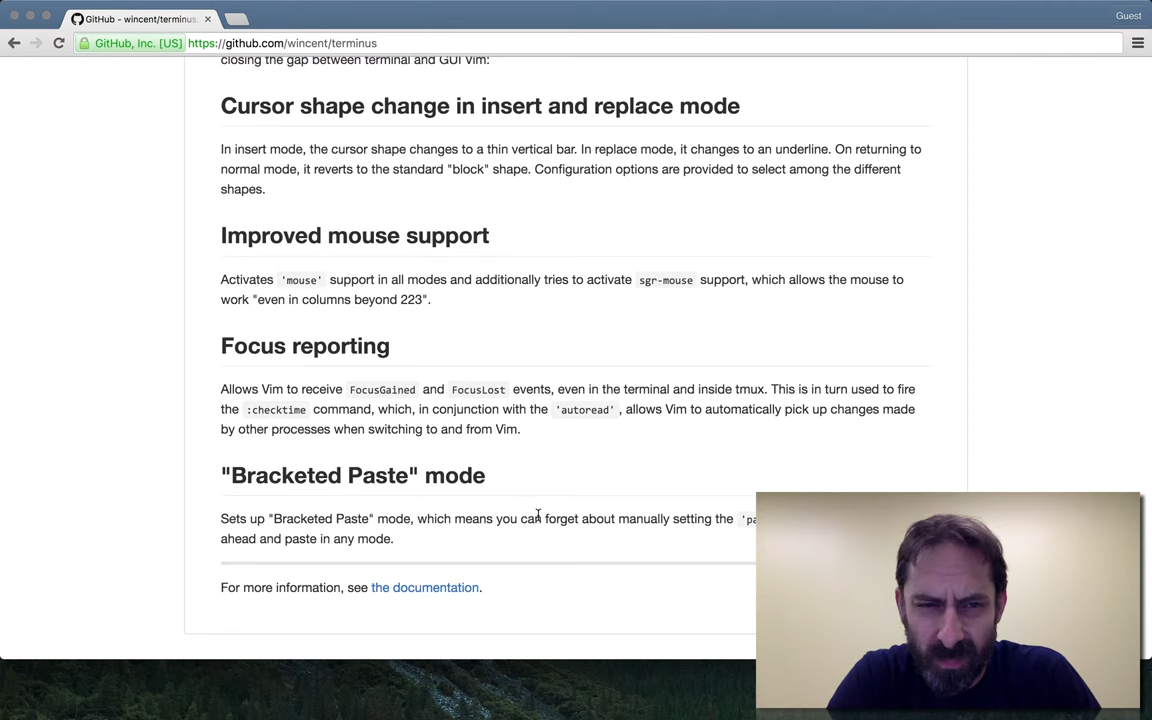 GitHub - wincent/terminus:
Guest
GitHub, Inc. [US] https://github.com/wincent/terminus
closing the gap between terminal and GUI Vim:
Cursor shape change in insert and replace mode
In insert mode, the cursor shape changes to a thin vertical bar. In replace mode, it changes to an underline. On returning to
normal mode, it reverts to the standard "block" shape. Configuration options are provided to select among the different
shapes.
Improved mouse support
Activates 'mouse' support in all modes and additionally tries to activate sgr-mouse support, which allows the mouse to
work "even in columns beyond 223".
Focus reporting
Allows Vim to receive FocusGained and FocusLost events, even in the terminal and inside tmux. This is in turn used to fire
the :checktime command, which, in conjunction with the 'autoread', allows Vim to automatically pick up changes made
by other processes when switching to and from Vim.
"Bracketed Paste" mode
Sets up "Bracketed Paste" mode, which means you can forget about manually setting the 'pa
ahead and paste in any mode.
For more information, see the documentation.